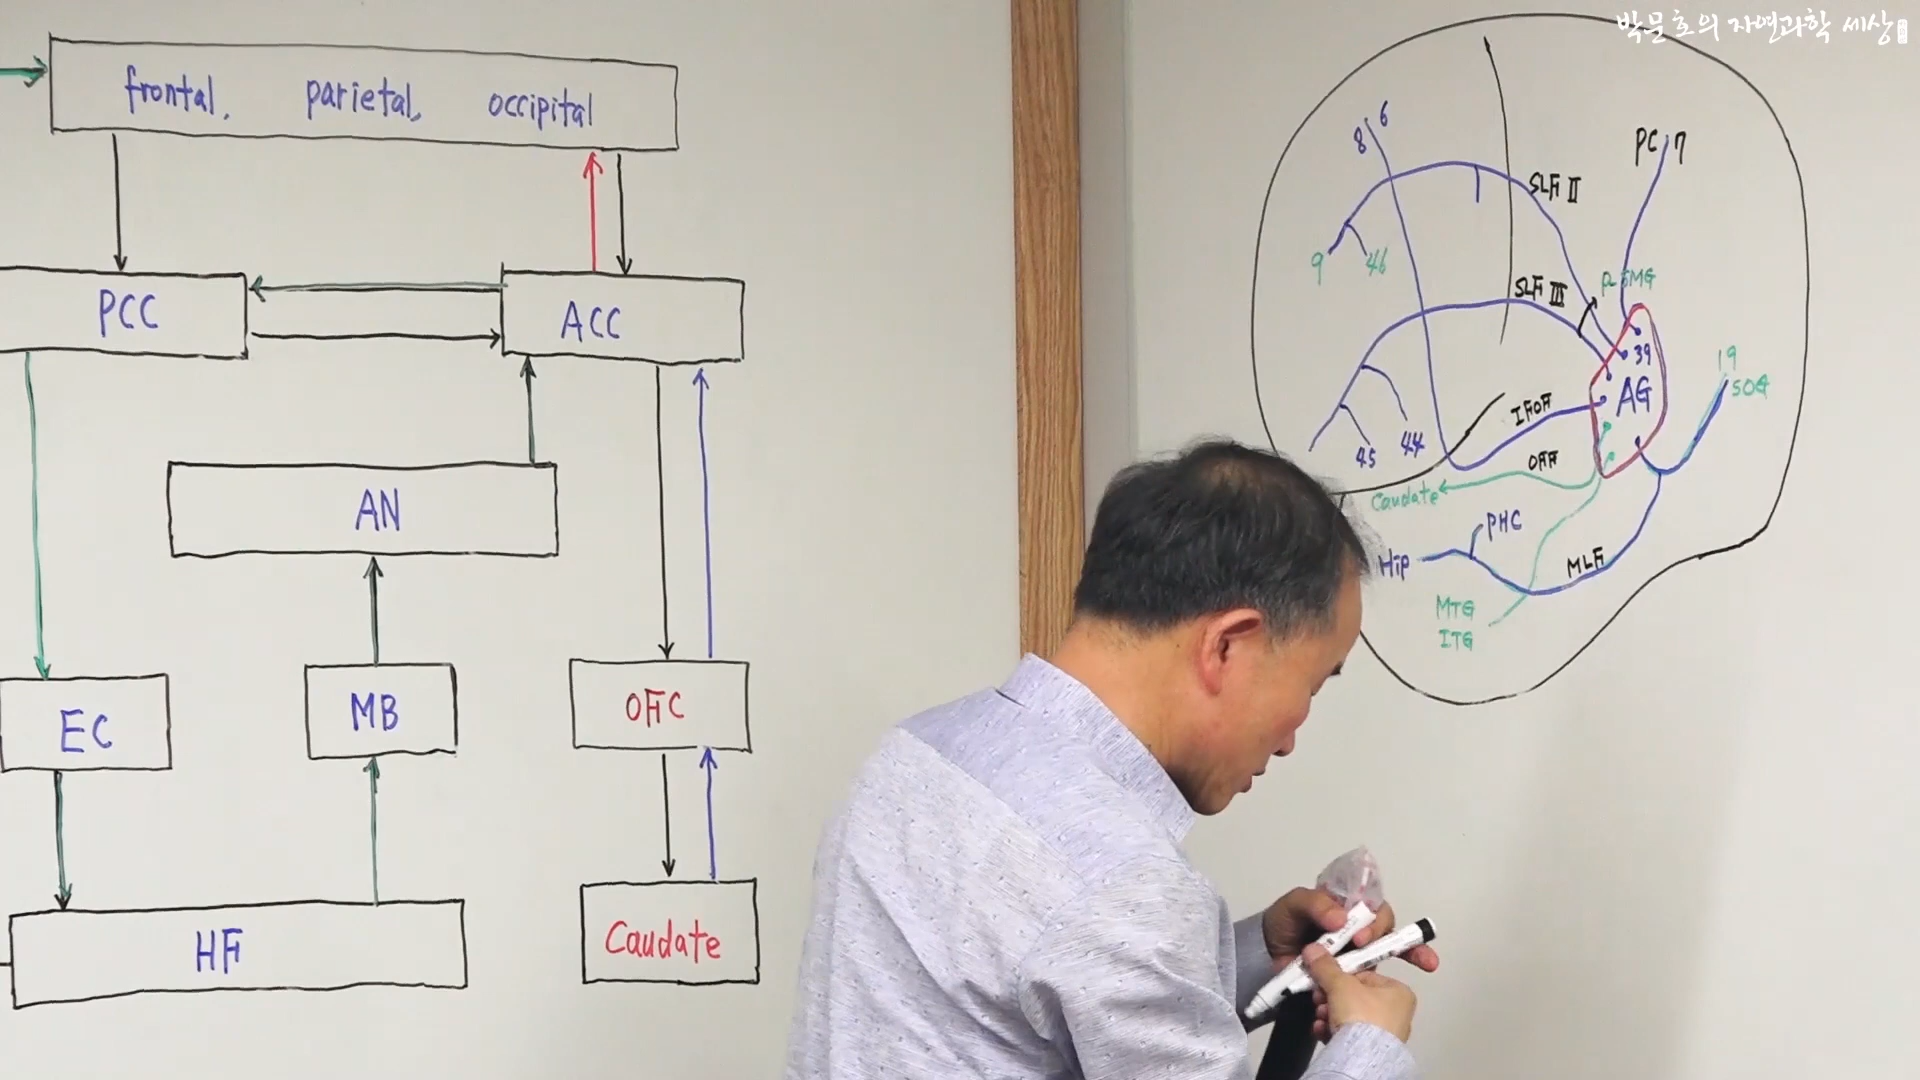 박문호의 자연과학 세상
frontal, parietal, occipital
PCC
ACC
AN
EC
MB
OFC
HF
Caudate
8 6
PC 7
SLF II
9 46
SLF III
P. SMG
39
AG
19
SOG
IFOF
45 44
OFF
Caudate
PHC
Hip
MLF
MTG
ITG